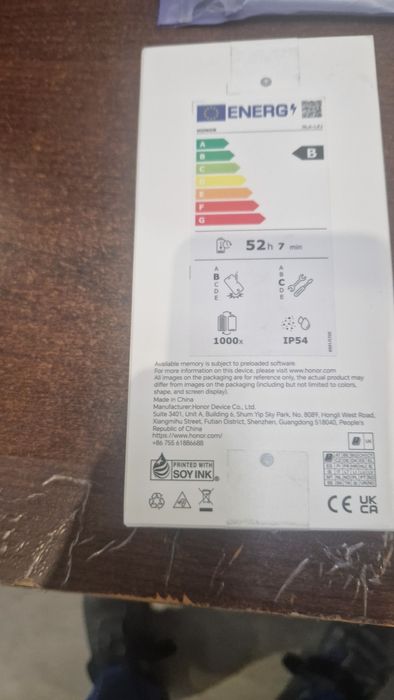 ENERG
HONOR
A
B
C
D
E
F
G
B
52h 7 min
A
B
C
D
E
A
B
C
D
E
1000x
IP54
Available memory is subject to preloaded software.
For more information on this device, please visit www.honor.com
All images on the packaging are for reference only, the actual product may
differ from images on the packaging (including but not limited to colors,
shape, and screen display).
Made in China
Manufacturer:Honor Device Co., Ltd.
Suite 3401, Unit A, Building 6, Shum Yip Sky Park, No. 8089, Hongli West Road,
Xiangmihu Street, Futian District, Shenzhen, Guangdong 518040, People's
Republic of China
https://www.honor.com/
+86 755 61886688
UK
PRINTED WITH
SOY INK®
CE UK
CA